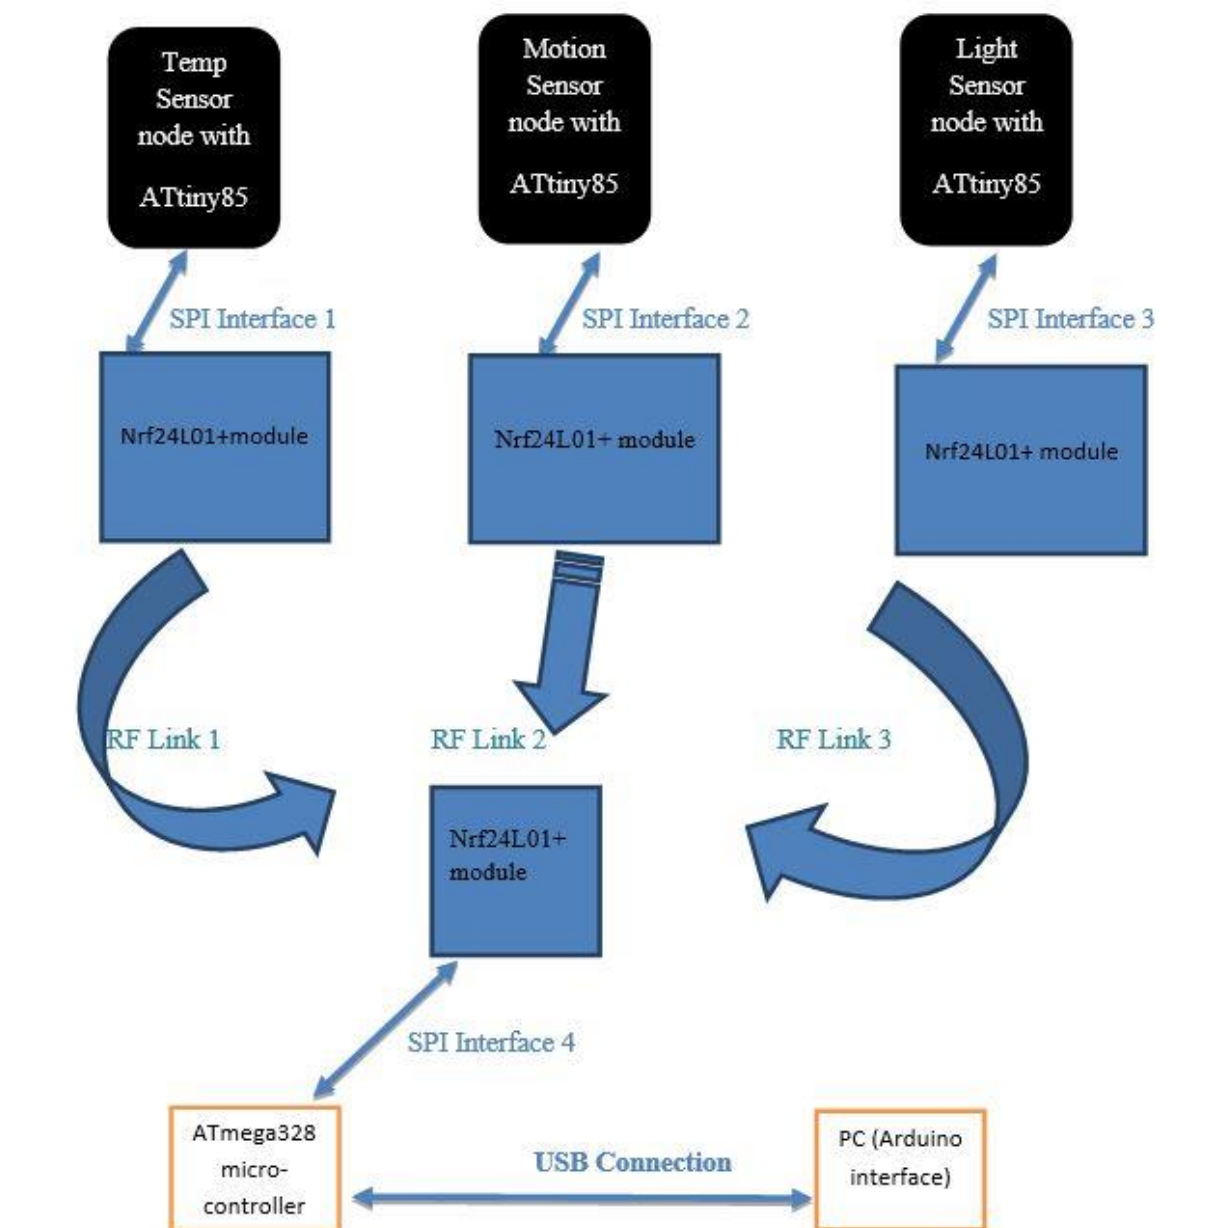 Temp
Sensor
node with
ATtiny85
Motion
Sensor
node with
ATtiny85
Light
Sensor
node with
ATtiny85
SPI Interface 1
SPI Interface 2
SPI Interface 3
Nrf24L01+module
Nrf24L01+ module
Nrf24L01+ module
RF Link 1
RF Link 2
RF Link 3
Nrf24L01+
module
SPI Interface 4
ATmega328
micro-
controller
USB Connection
PC (Arduino
interface)